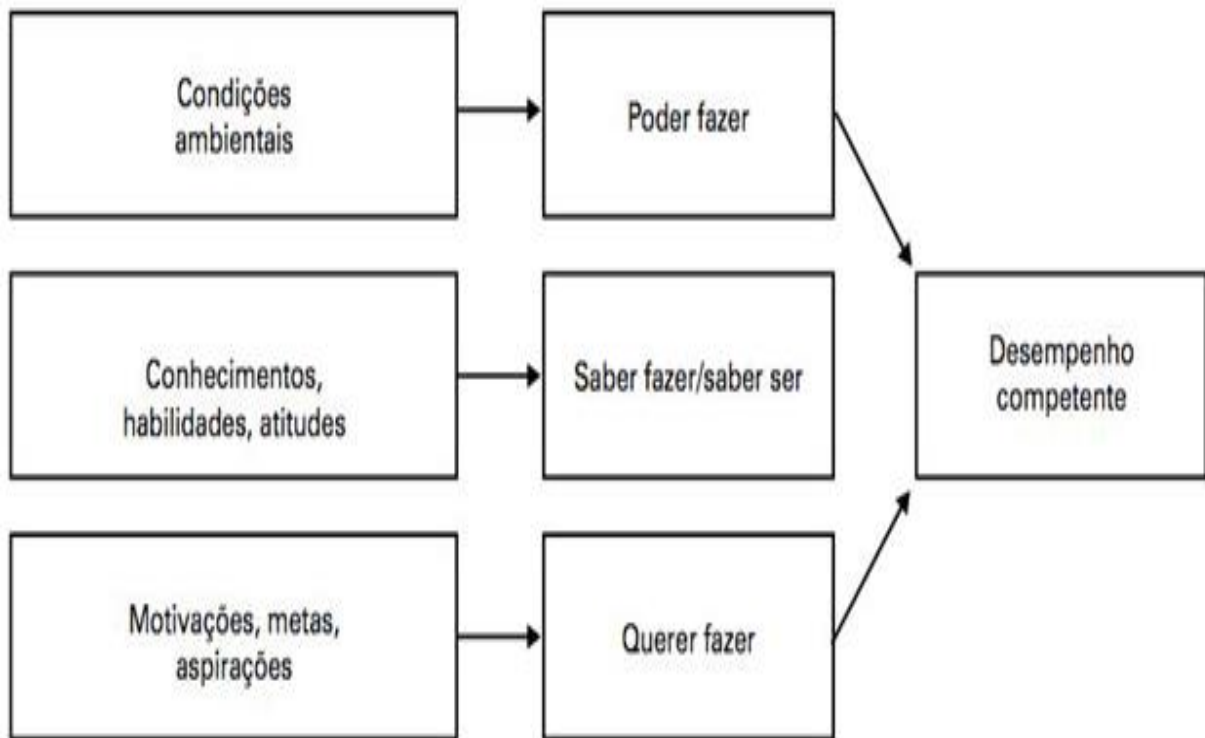 Condições
ambientais
Poder fazer
Conhecimentos,
habilidades, atitudes
Saber fazer/saber ser
Desempenho
competente
Motivações, metas,
aspirações
Querer fazer